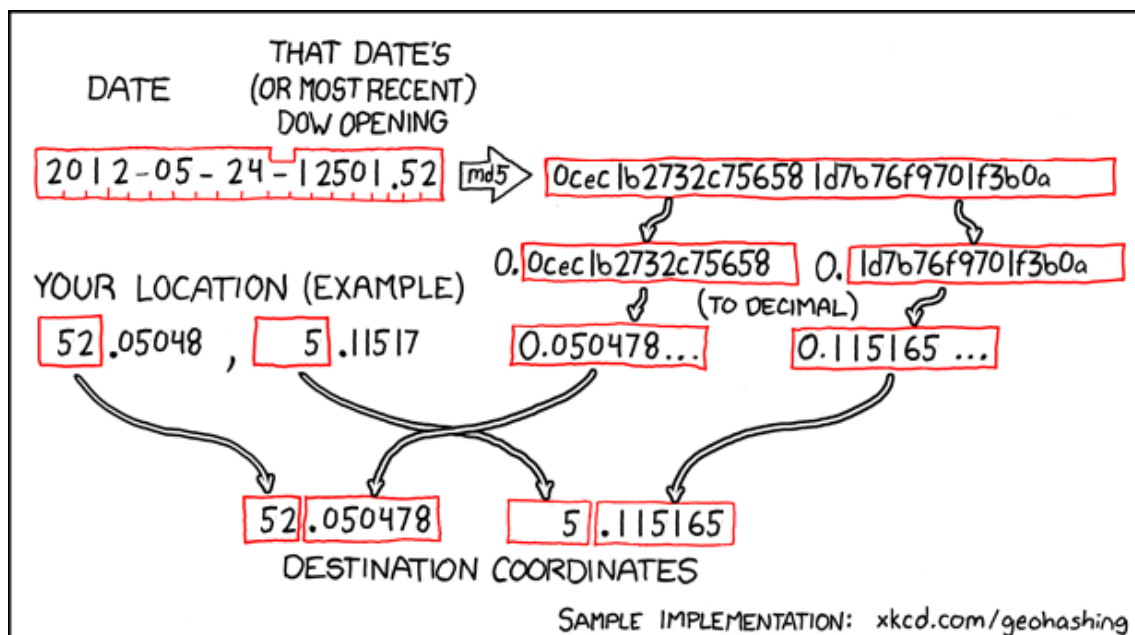 DATE
THAT DATE'S
(OR MOST RECENT)
DOW OPENING
2012-05-24-12501.52
md5
0cec1b2732c756581d7b76f9701f3b0a
0.0cec1b2732c75658
0.1d7b76f9701f3b0a
YOUR LOCATION (EXAMPLE)
(TO DECIMAL)
52.05048, 5.11517
0.050478...
0.115165...
52.050478
5.115165
DESTINATION COORDINATES
SAMPLE IMPLEMENTATION: xkcd.com/geohashing